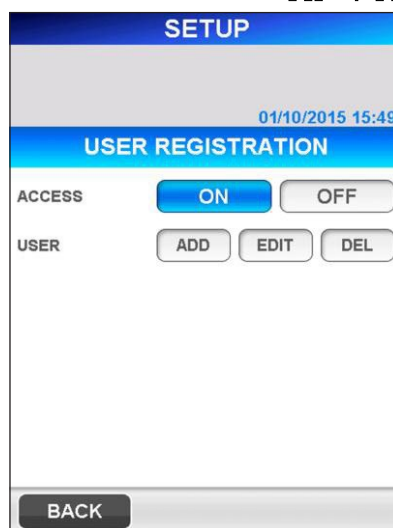 SETUP
01/10/2015 15:49
USER REGISTRATION
ACCESS ON OFF
USER ADD EDIT DEL
BACK